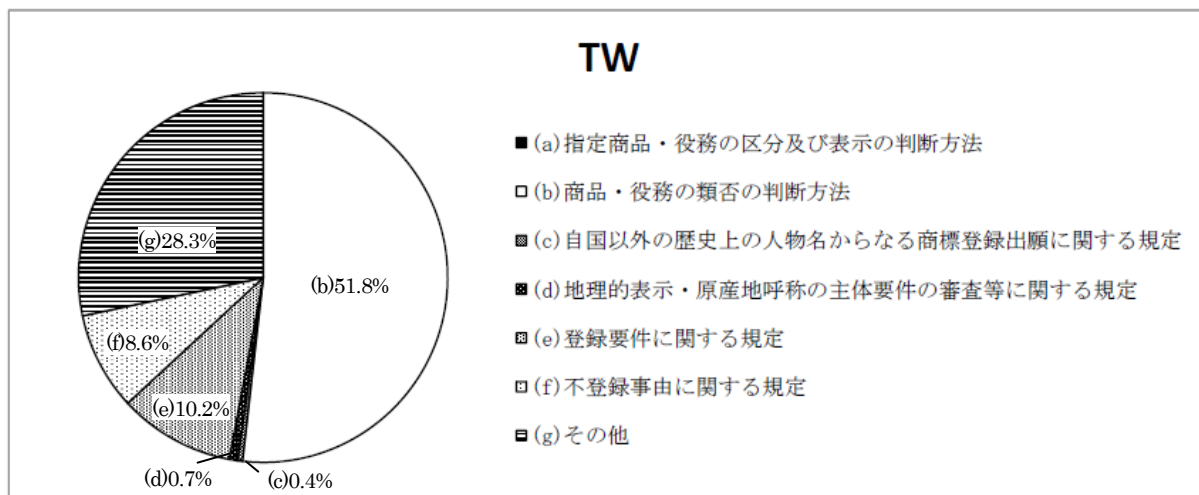 TW
(a)指定商品・役務の区分及び表示の判断方法
(b)商品・役務の類否の判断方法
(c)自国以外の歴史上の人物名からなる商標登録出願に関する規定
(d)地理的表示・原産地呼称の主体要件の審査等に関する規定
(e)登録要件に関する規定
(f)不登録事由に関する規定
(g)その他
(g)28.3%
(b)51.8%
(f)8.6%
(e)10.2%
(d)0.7%
(c)0.4%